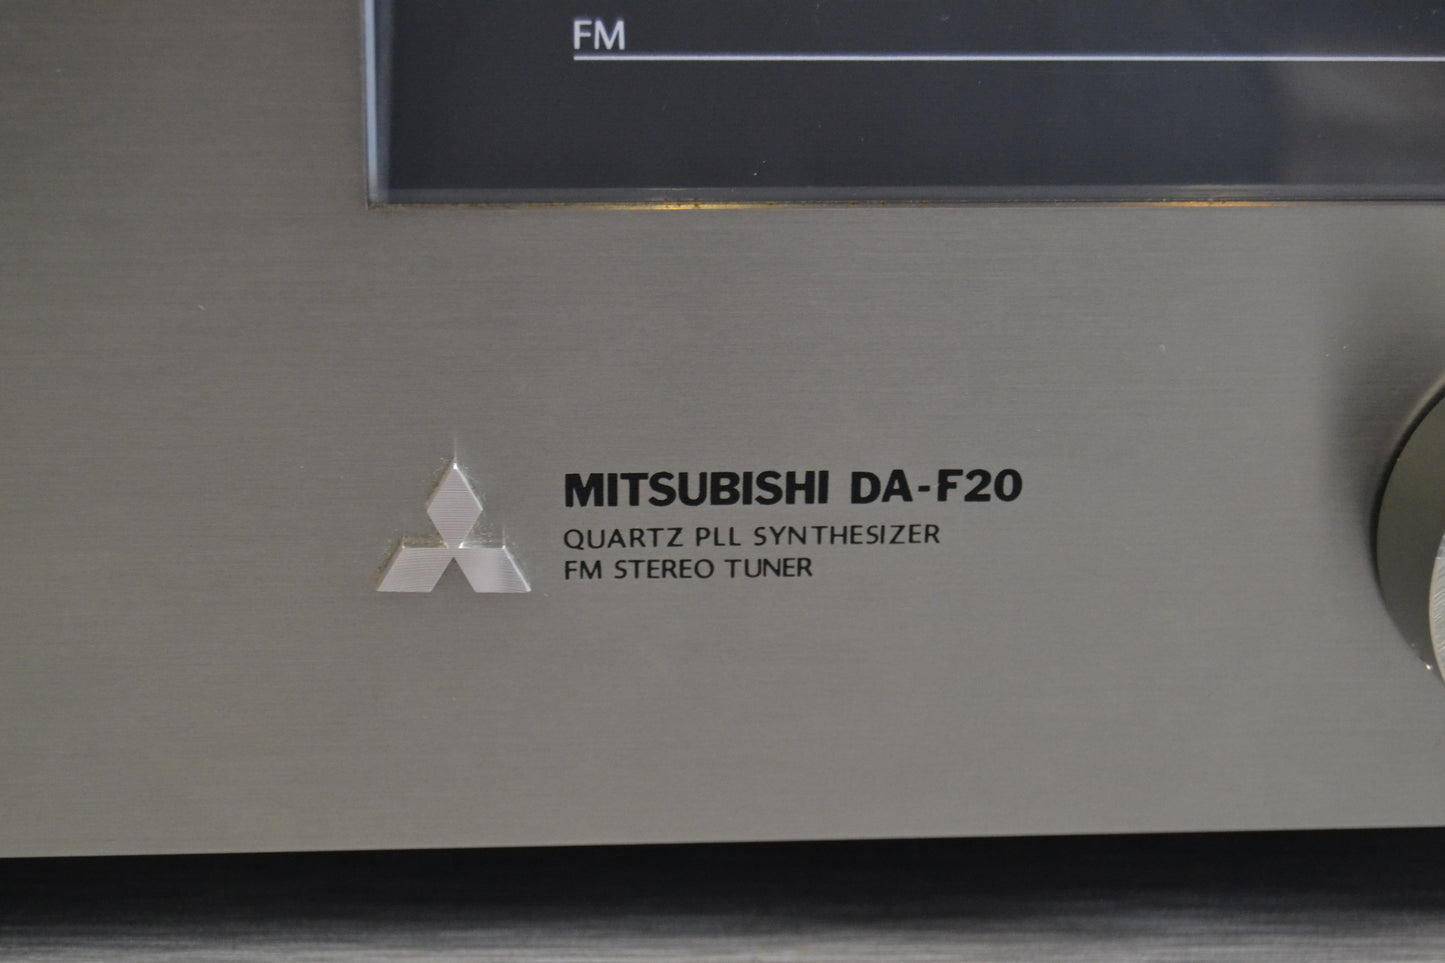 FM
MITSUBISHI DA-F20
QUARTZ PLL SYNTHESIZER
FM STEREO TUNER